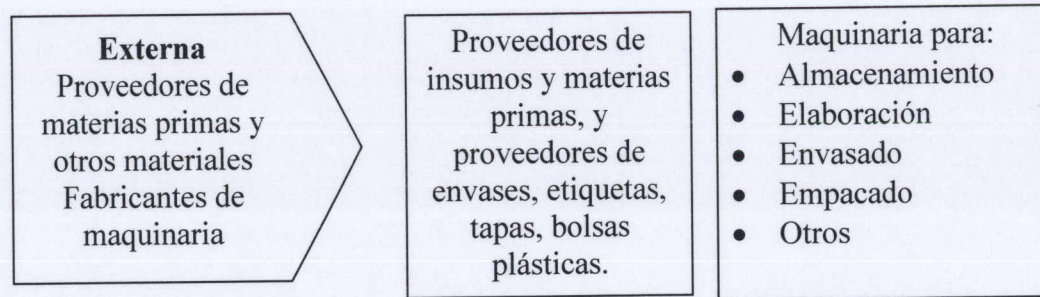 Externa
Proveedores de
materias primas y
otros materiales
Fabricantes de
maquinaria
Proveedores de
insumos y materias
primas, y
proveedores de
envases, etiquetas,
tapas, bolsas
plásticas.
Maquinaria para:
• Almacenamiento
• Elaboración
• Envasado
• Empacado
• Otros